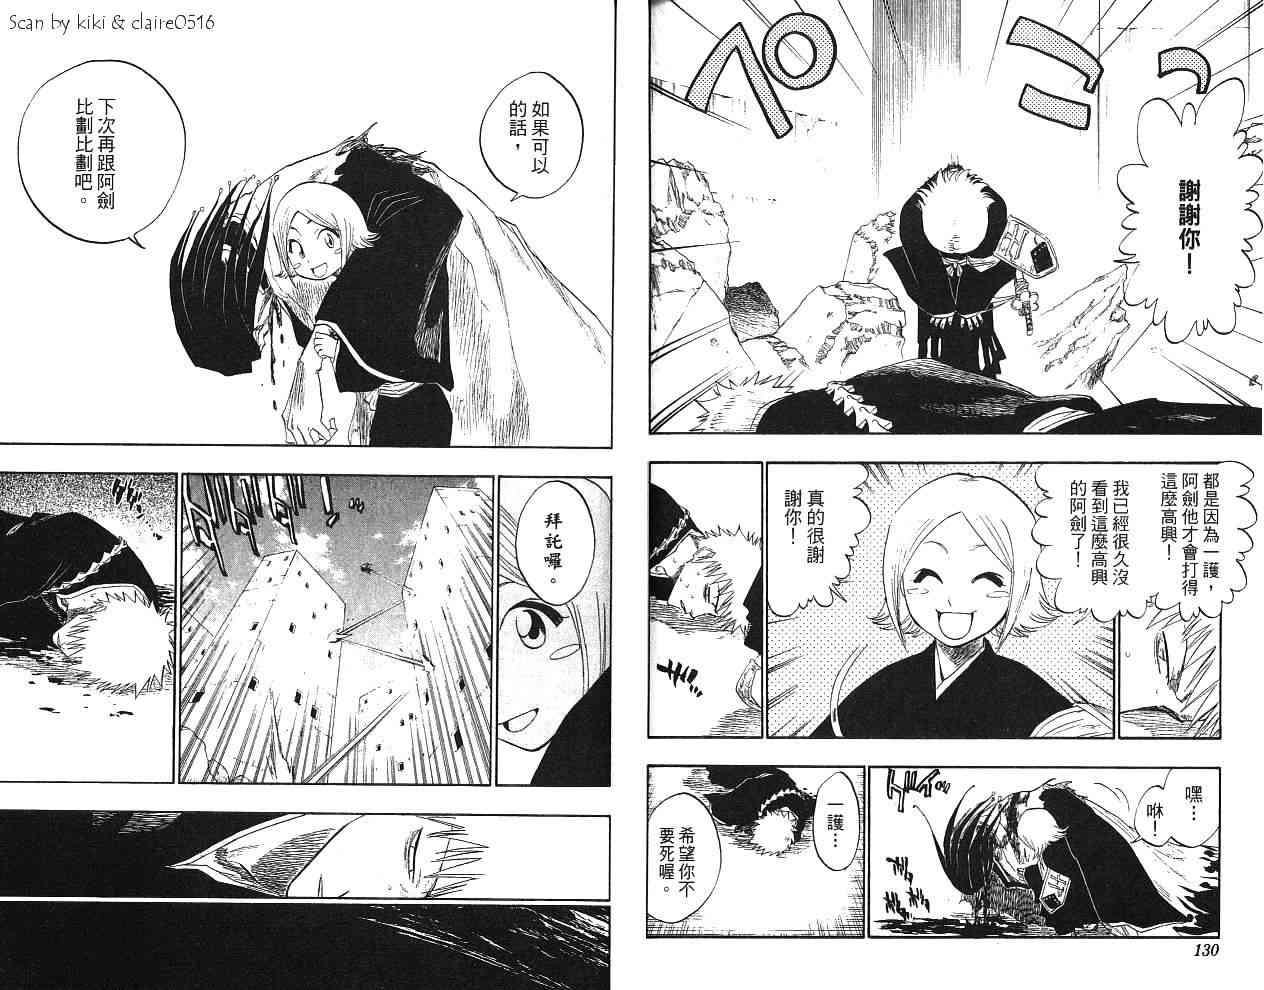 Scan by kiki & claire0516
ペコっ
謝謝你！
都是因為一護，
阿劍他才會打得
這麼高興！
我已經很久沒
看到這麼高興
的阿劍了！
真的很謝
謝你！
嘿…
咻！
一護…
希望你不
要死喔。
130
如果可以
的話，
下次再跟阿劍
比劃比劃吧。
拜託囉。